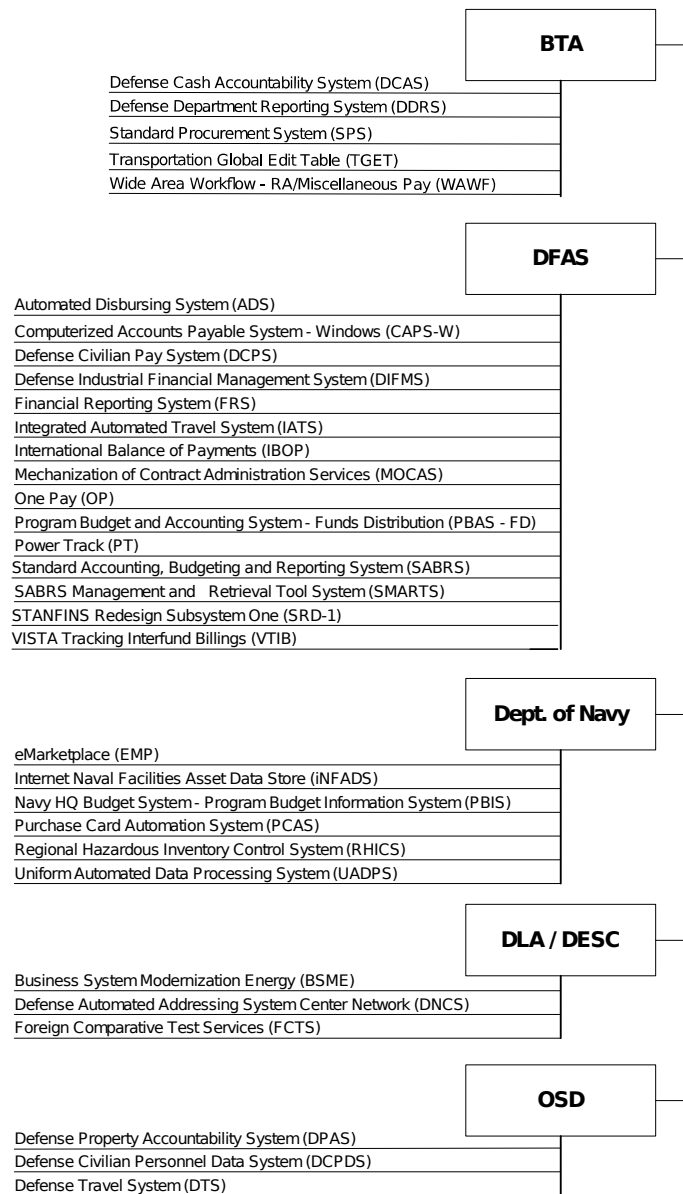 BTA
Defense Cash Accountability System (DCAS)
Defense Department Reporting System (DDRS)
Standard Procurement System (SPS)
Transportation Global Edit Table (TGET)
Wide Area Workflow - RA/Miscellaneous Pay (WAWF)
DFAS
Automated Disbursing System (ADS)
Computerized Accounts Payable System - Windows (CAPS-W)
Defense Civilian Pay System (DCPS)
Defense Industrial Financial Management System (DIFMS)
Financial Reporting System (FRS)
Integrated Automated Travel System (IATS)
International Balance of Payments (IBOP)
Mechanization of Contract Administration Services (MOCAS)
One Pay (OP)
Program Budget and Accounting System - Funds Distribution (PBAS - FD)
Power Track (PT)
Standard Accounting, Budgeting and Reporting System (SABRS)
SABRS Management and Retrieval Tool System (SMARTS)
STANFINS Redesign Subsystem One (SRD-1)
VISTA Tracking Interfund Billings (VTIB)
Dept. of Navy
eMarketplace (EMP)
Internet Naval Facilities Asset Data Store (iNFADS)
Navy HQ Budget System - Program Budget Information System (PBIS)
Purchase Card Automation System (PCAS)
Regional Hazardous Inventory Control System (RHICS)
Uniform Automated Data Processing System (UADPS)
DLA / DESC
Business System Modernization Energy (BSME)
Defense Automated Addressing System Center Network (DNCS)
Foreign Comparative Test Services (FCTS)
OSD
Defense Property Accountability System (DPAS)
Defense Civilian Personnel Data System (DCPDS)
Defense Travel System (DTS)